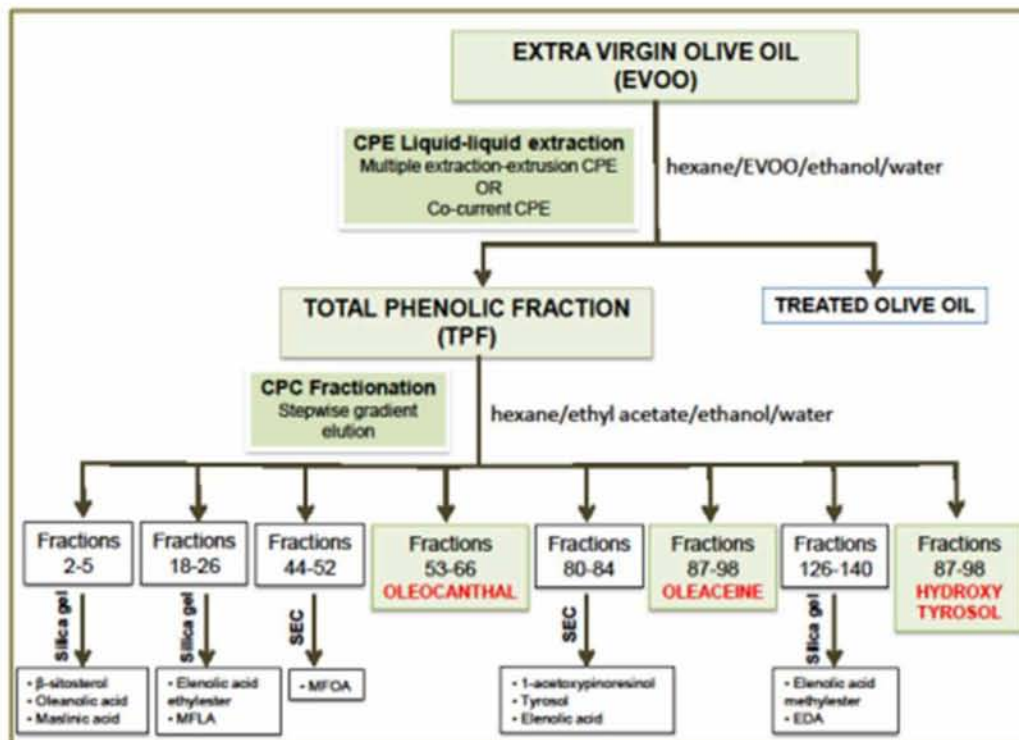 EXTRA VIRGIN OLIVE OIL
(EVOO)
CPE Liquid-liquid extraction
Multiple extraction-extrusion CPE
OR
Co-current CPE
hexane/EVOO/ethanol/water
TOTAL PHENOLIC FRACTION
(TPF)
TREATED OLIVE OIL
CPC Fractionation
Stepwise gradient
elution
hexane/ethyl acetate/ethanol/water
Fractions
2-5
Fractions
18-26
Fractions
44-52
Fractions
53-66
OLEOCANTHAL
Fractions
80-84
Fractions
87-98
OLEACEINE
Fractions
126-140
Fractions
87-98
HYDROXY
TYROSOL
Silica gel
Silica gel
SEC
SEC
Silica gel
• β-sitosterol
• Oleanolic acid
• Maslinic acid
• Elenolic acid
ethylester
• MFLA
• MFOA
• 1-acetoxypinoresinol
• Tyrosol
• Elenolic acid
• Elenolic acid
methylester
• EDA